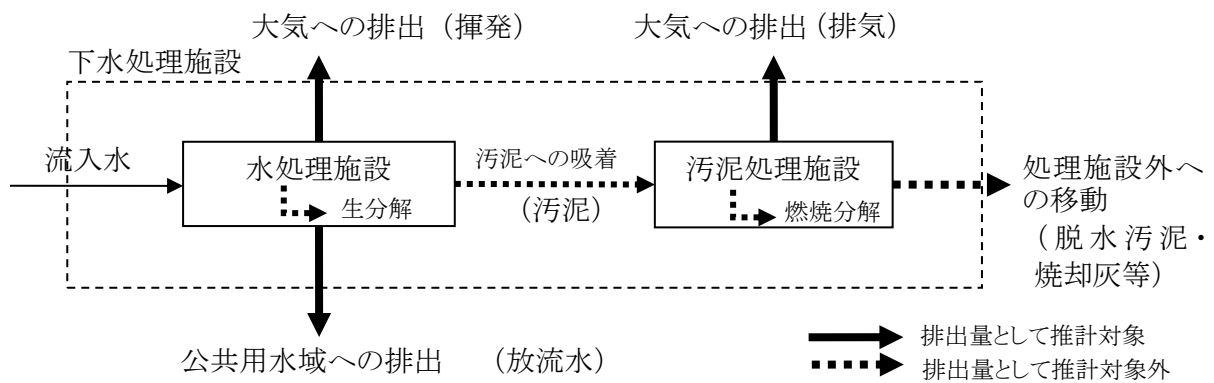 大気への排出（揮発）
大気への排出（排気）
下水処理施設
流入水
水処理施設
生分解
汚泥への吸着
（汚泥）
汚泥処理施設
燃焼分解
処理施設外へ
の移動
（脱水汚泥・
焼却灰等）
公共用水域への排出　（放流水）
排出量として推計対象
排出量として推計対象外